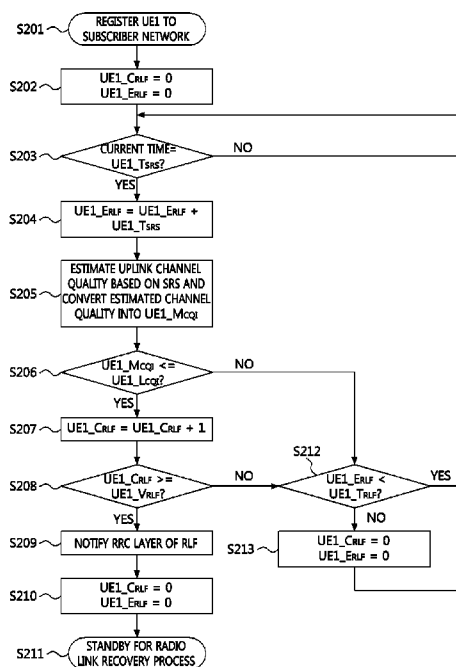 S201
REGISTER UE1 TO
SUBSCRIBER NETWORK
S202
UE1_CRLF = 0
UE1_ERLF = 0
S203
CURRENT TIME=
UE1_TSRS?
NO
YES
S204
UE1_ERLF = UE1_ERLF +
UE1_TSRS
S205
ESTIMATE UPLINK CHANNEL
QUALITY BASED ON SRS AND
CONVERT ESTIMATED CHANNEL
QUALITY INTO UE1_MCQI
S206
UE1_MCQI <=
UE1_LCQI?
NO
YES
S207
UE1_CRLF = UE1_CRLF + 1
S208
UE1_CRLF >=
UE1_VRLF?
NO
YES
S212
UE1_ERLF <
UE1_TRLF?
YES
NO
S209
NOTIFY RRC LAYER OF RLF
S213
UE1_CRLF = 0
UE1_ERLF = 0
S210
UE1_CRLF = 0
UE1_ERLF = 0
S211
STANDBY FOR RADIO
LINK RECOVERY PROCESS